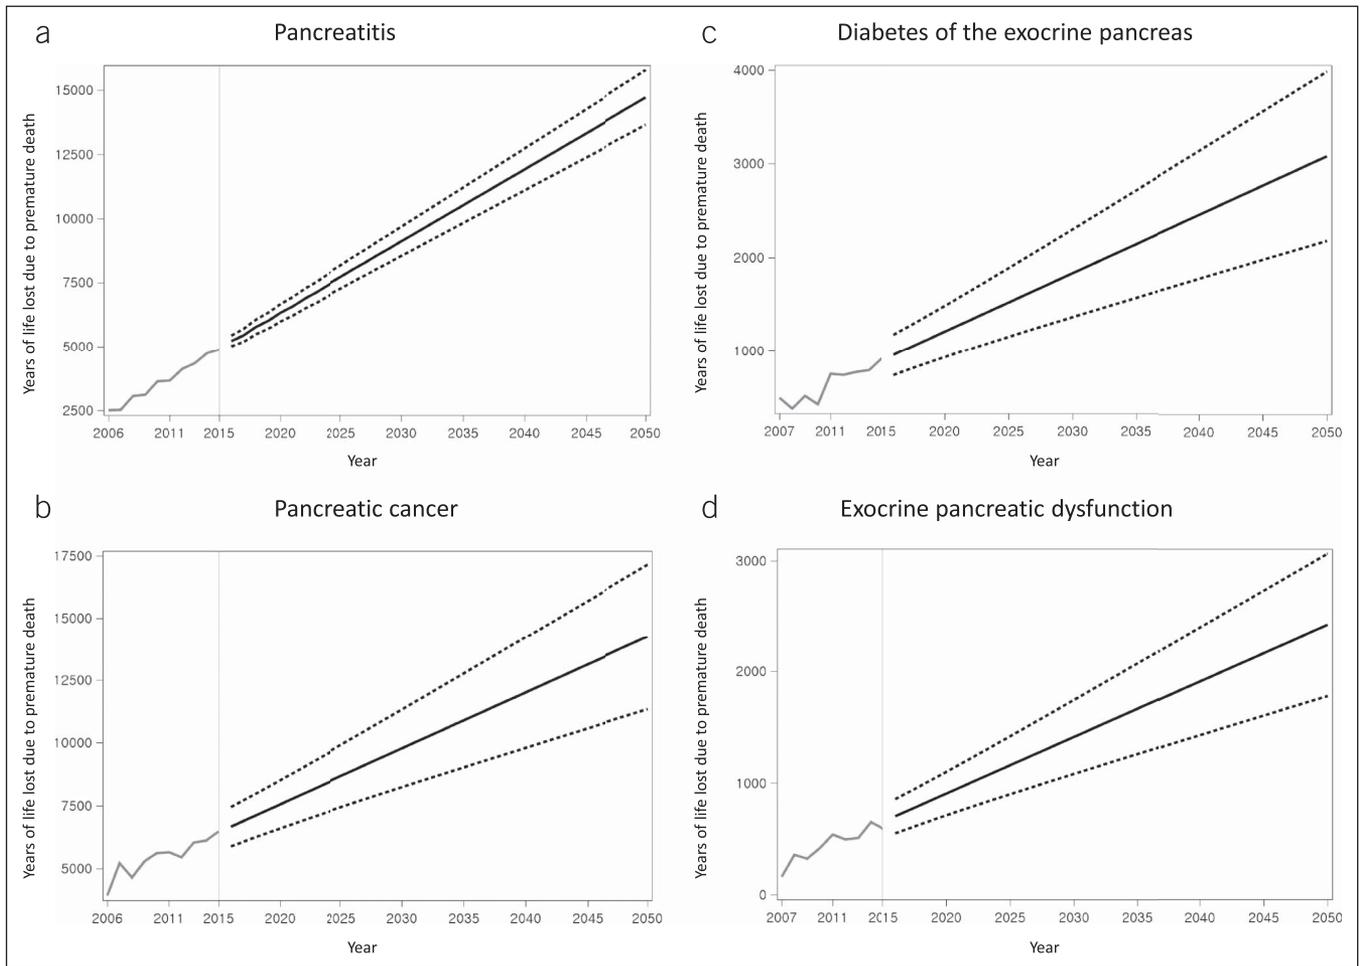 a
Pancreatitis
Years of life lost due to premature death
15000
12500
10000
7500
5000
2500
2006 2011 2015 2020 2025 2030 2035 2040 2045 2050
Year
c
Diabetes of the exocrine pancreas
Years of life lost due to premature death
4000
3000
2000
1000
2007 2011 2015 2020 2025 2030 2035 2040 2045 2050
Year
b
Pancreatic cancer
Years of life lost due to premature death
17500
15000
12500
10000
7500
5000
2006 2011 2015 2020 2025 2030 2035 2040 2045 2050
Year
d
Exocrine pancreatic dysfunction
Years of life lost due to premature death
3000
2000
1000
0
2007 2011 2015 2020 2025 2030 2035 2040 2045 2050
Year